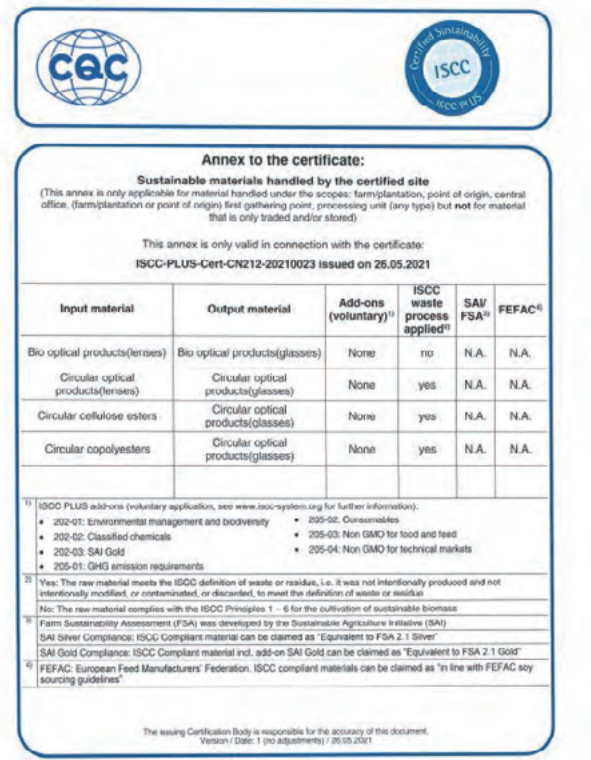 CQC
Certified Sustainability
ISCC
ISCC PLUS
Annex to the certificate:
Sustainable materials handled by the certified site
(This annex is only applicable for material handled under the scopes: farm/plantation, point of origin, central
office, (farm/plantation or point of origin) first gathering point, processing unit (any type) but not for material
that is only traded and/or stored)
This annex is only valid in connection with the certificate:
ISCC-PLUS-Cert-CN212-20210023 issued on 26.05.2021
Input material Output material Add-ons (voluntary)1) ISCC waste process applied2) SAI/ FSA3) FEFAC4)
Bio optical products(lenses) Bio optical products(glasses) None no N.A. N.A.
Circular optical products(lenses) Circular optical products(glasses) None yes N.A. N.A.
Circular cellulose esters Circular optical products(glasses) None yes N.A. N.A.
Circular copolyesters Circular optical products(glasses) None yes N.A. N.A.
1) ISCC PLUS add-ons (voluntary application, see www.iscc-system.org for further information):
• 202-01: Environmental management and biodiversity
• 202-02: Classified chemicals
• 202-03: SAI Gold
• 205-01: GHG emission requirements
• 205-02: Consumables
• 205-03: Non GMO for food and feed
• 205-04: Non GMO for technical markets
2) Yes: The raw material meets the ISCC definition of waste or residue, i.e. it was not intentionally produced and not
intentionally modified, or contaminated, or discarded, to meet the definition of waste or residue
No: The raw material complies with the ISCC Principles 1 – 6 for the cultivation of sustainable biomass
3) Farm Sustainability Assessment (FSA) was developed by the Sustainable Agriculture Initiative (SAI)
SAI Silver Compliance: ISCC Compliant material can be claimed as "Equivalent to FSA 2.1 Silver"
SAI Gold Compliance: ISCC Compliant material incl. add-on SAI Gold can be claimed as "Equivalent to FSA 2.1 Gold"
4) FEFAC: European Feed Manufacturers' Federation. ISCC compliant materials can be claimed as "in line with FEFAC soy
sourcing guidelines"
The issuing Certification Body is responsible for the accuracy of this document.
Version / Date: 1 (no adjustments) / 26.05.2021